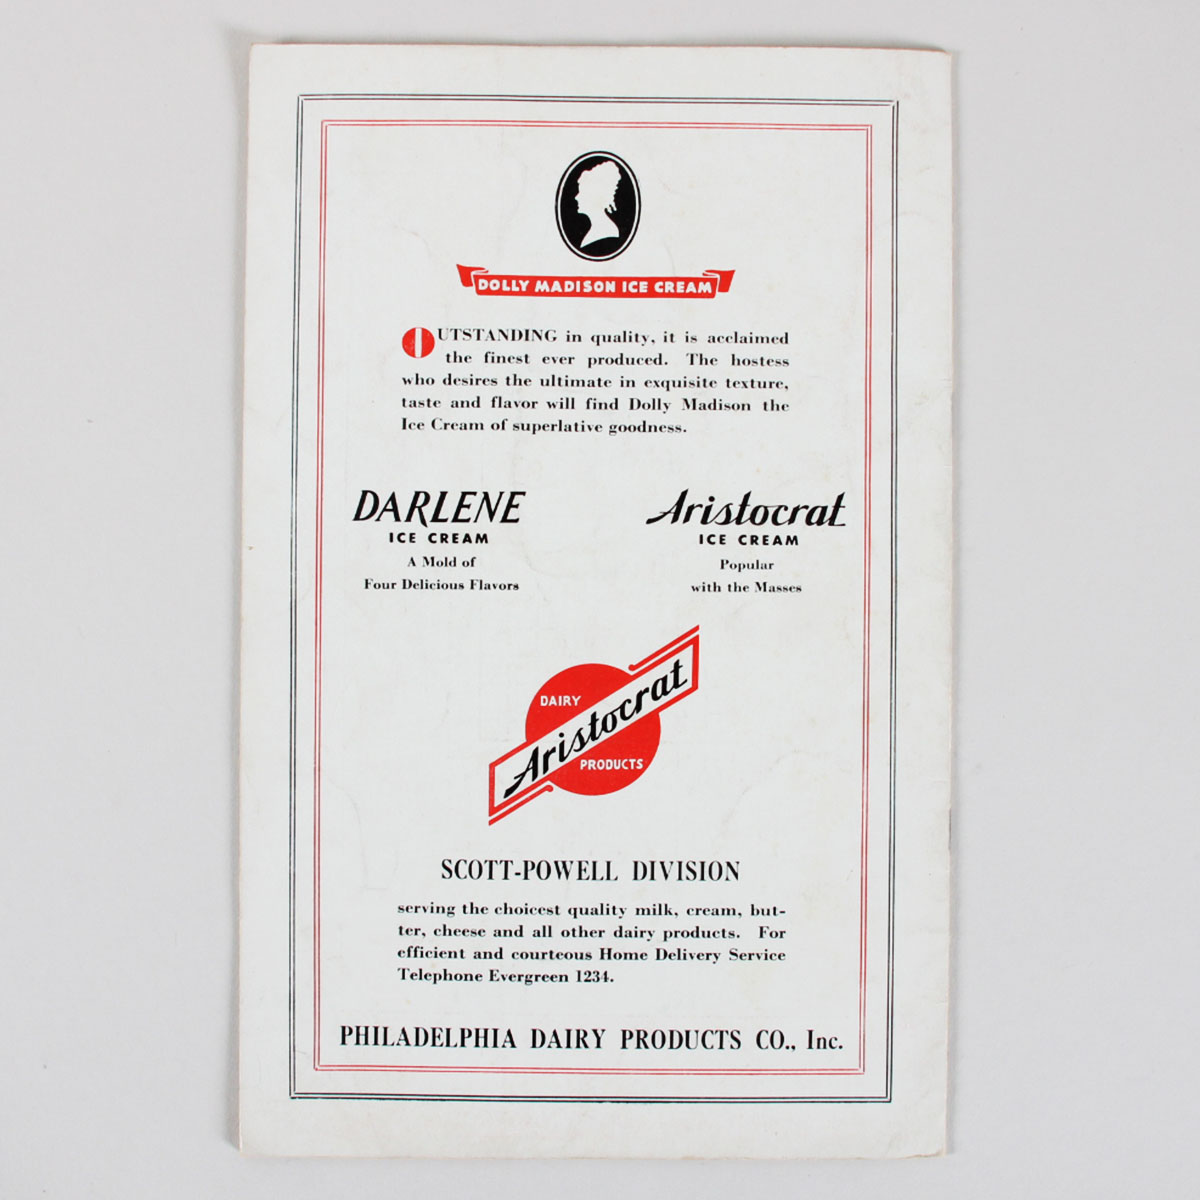 DOLLY MADISON ICE CREAM
OUTSTANDING in quality, it is acclaimed
the finest ever produced. The hostess
who desires the ultimate in exquisite texture,
taste and flavor will find Dolly Madison the
Ice Cream of superlative goodness.
DARLENE
ICE CREAM
A Mold of
Four Delicious Flavors
Aristocrat
ICE CREAM
Popular
with the Masses
DAIRY
Aristocrat
PRODUCTS
SCOTT-POWELL DIVISION
serving the choicest quality milk, cream, but-
ter, cheese and all other dairy products. For
efficient and courteous Home Delivery Service
Telephone Evergreen 1234.
PHILADELPHIA DAIRY PRODUCTS CO., Inc.